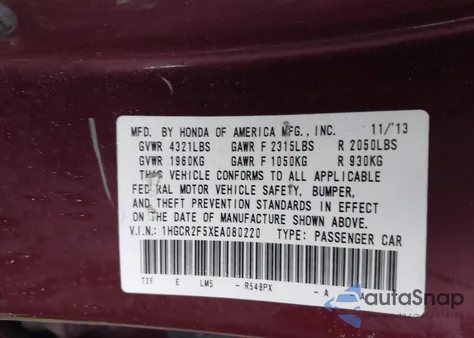 MFD. BY HONDA OF AMERICA MFG., INC. 11/'13
GVWR 4321LBS GAWR F 2315LBS R 2050LBS
GVWR 1960KG GAWR F 1050KG R 930KG
THIS VEHICLE CONFORMS TO ALL APPLICABLE
FEDERAL MOTOR VEHICLE SAFETY, BUMPER,
AND THEFT PREVENTION STANDARDS IN EFFECT
ON THE DATE OF MANUFACTURE SHOWN ABOVE.
V.I.N.: 1HGCR2F5XEA080220 TYPE: PASSENGER CAR
T2F E LM5 - R548PX - A A
autoSnap